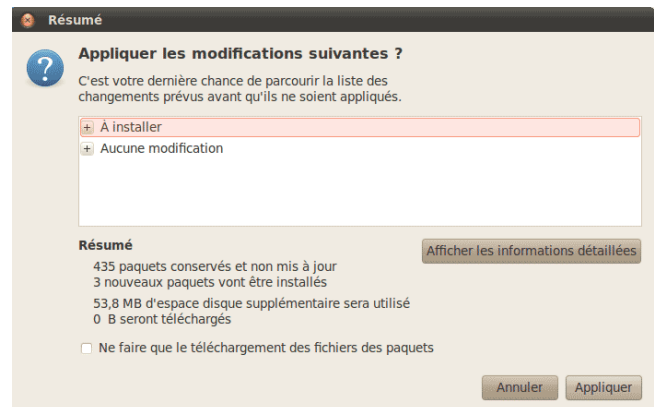 Résumé
Appliquer les modifications suivantes ?
C'est votre dernière chance de parcourir la liste des
changements prévus avant qu'ils ne soient appliqués.
À installer
Aucune modification
Résumé
Afficher les informations détaillées
435 paquets conservés et non mis à jour
3 nouveaux paquets vont être installés
53,8 MB d'espace disque supplémentaire sera utilisé
0 B seront téléchargés
Ne faire que le téléchargement des fichiers des paquets
Annuler
Appliquer